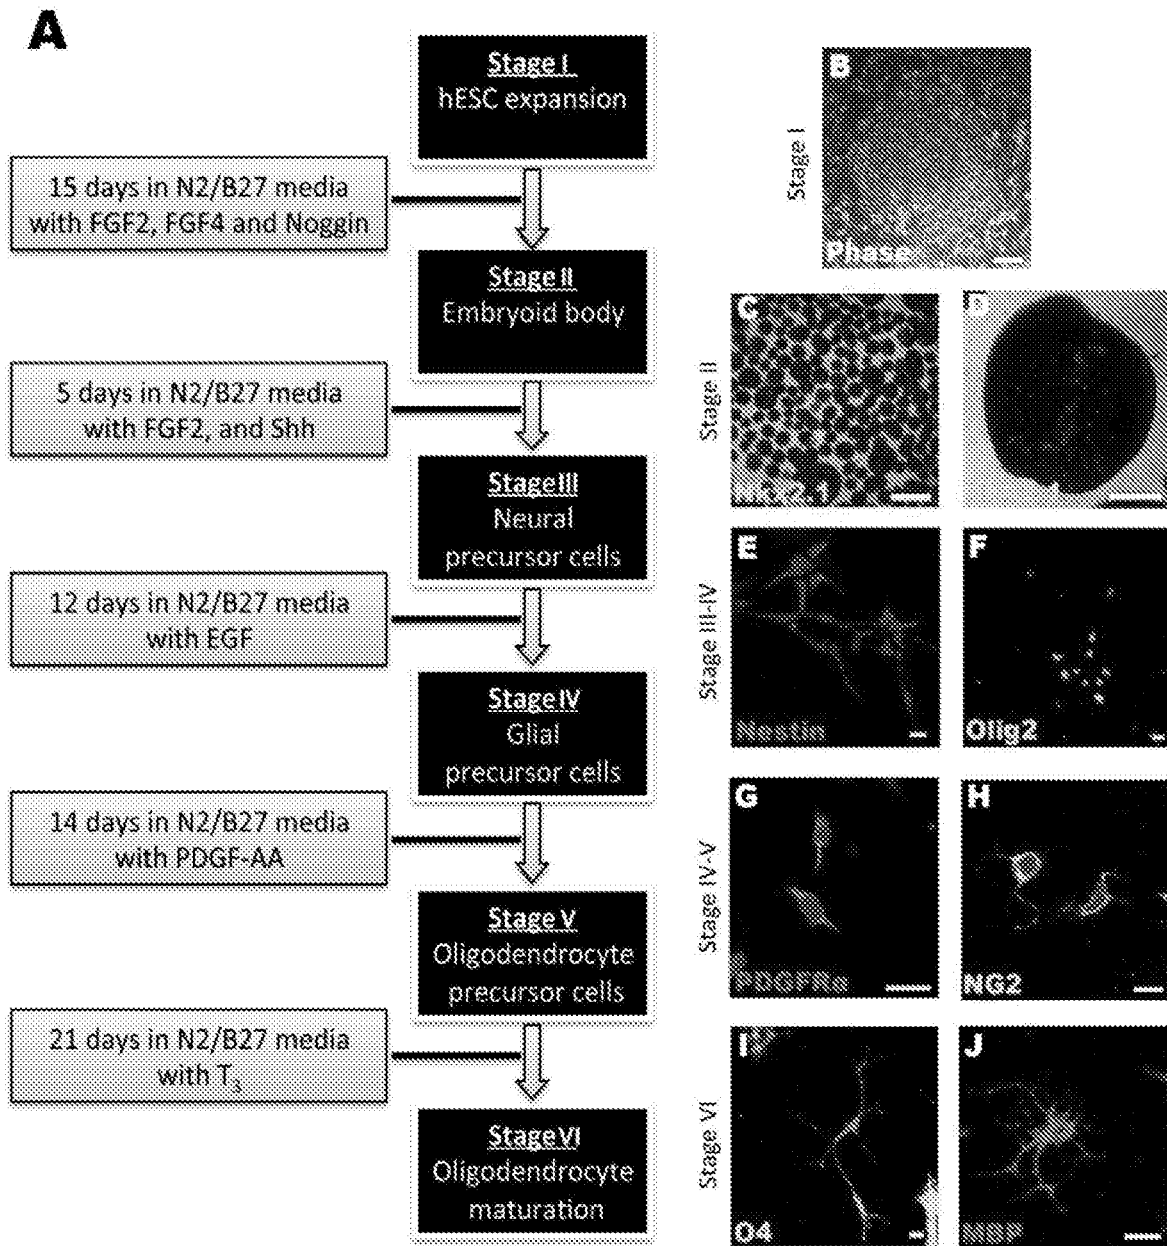 A
Stage I
hESC expansion
15 days in N2/B27 media
with FGF2, FGF4 and Noggin
Stage II
Embryoid body
5 days in N2/B27 media
with FGF2, and Shh
Stage III
Neural
precursor cells
12 days in N2/B27 media
with EGF
Stage IV
Glial
precursor cells
14 days in N2/B27 media
with PDGF-AA
Stage V
Oligodendrocyte
precursor cells
21 days in N2/B27 media
with T3
Stage VI
Oligodendrocyte
maturation
Stage I
B
Phase
Stage II
C
Nkx2.1
D
Stage III-IV
E
Nestin
F
Olig2
Stage IV-V
G
PDGFRα
H
NG2
Stage VI
I
O4
J
MBP